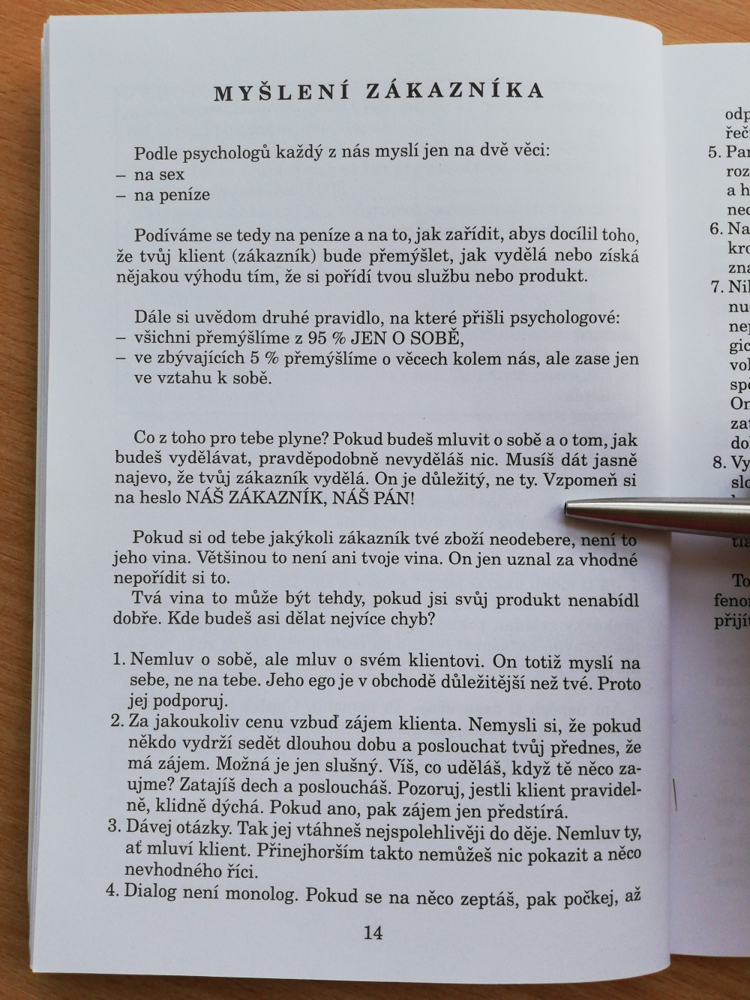 MYŠLENÍ ZÁKAZNÍKA
Podle psychologů každý z nás myslí jen na dvě věci:
– na sex
– na peníze
Podíváme se tedy na peníze a na to, jak zařídit, abys docílil toho,
že tvůj klient (zákazník) bude přemýšlet, jak vydělá nebo získá
nějakou výhodu tím, že si pořídí tvou službu nebo produkt.
Dále si uvědom druhé pravidlo, na které přišli psychologové:
– všichni přemýšlíme z 95 % JEN O SOBĚ,
– ve zbývajících 5 % přemýšlíme o věcech kolem nás, ale zase jen
ve vztahu k sobě.
Co z toho pro tebe plyne? Pokud budeš mluvit o sobě a o tom, jak
budeš vydělávat, pravděpodobně nevyděláš nic. Musíš dát jasně
najevo, že tvůj zákazník vydělá. On je důležitý, ne ty. Vzpomeň si
na heslo NÁŠ ZÁKAZNÍK, NÁŠ PÁN!
Pokud si od tebe jakýkoli zákazník tvé zboží neodebere, není to
jeho vina. Většinou to není ani tvoje vina. On jen uznal za vhodné
nepořídit si to.
Tvá vina to může být tehdy, pokud jsi svůj produkt nenabídl
dobře. Kde budeš asi dělat nejvíce chyb?
1. Nemluv o sobě, ale mluv o svém klientovi. On totiž myslí na
sebe, ne na tebe. Jeho ego je v obchodě důležitější než tvé. Proto
jej podporuj.
2. Za jakoukoliv cenu vzbuď zájem klienta. Nemysli si, že pokud
někdo vydrží sedět dlouhou dobu a poslouchat tvůj přednes, že
má zájem. Možná je jen slušný. Víš, co uděláš, když tě něco za-
ujme? Zatajíš dech a posloucháš. Pozoruj, jestli klient pravidel-
ně, klidně dýchá. Pokud ano, pak zájem jen předstírá.
3. Dávej otázky. Tak jej vtáhneš nejspolehlivěji do děje. Nemluv ty,
ať mluví klient. Přinejhorším takto nemůžeš nic pokazit a něco
nevhodného říci.
4. Dialog není monolog. Pokud se na něco zeptáš, pak počkej, až
14
odp
řeč
5. Par
roz
a h
neo
6. Na
kro
zna
7. Nil
nu
nep
gic
vol
spě
On
zat
dol
8. Vy
slo
tla
To
feno
přijít